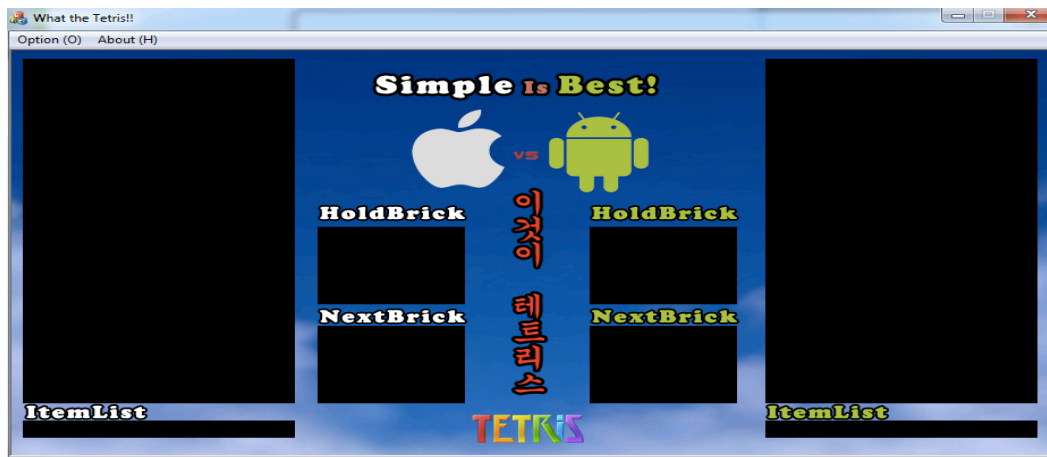 What the Tetris!!
Option (O) About (H)
Simple Is Best!
vs
이것이 테트리스
HoldBrick
HoldBrick
NextBrick
NextBrick
ItemList
ItemList
TETRiS